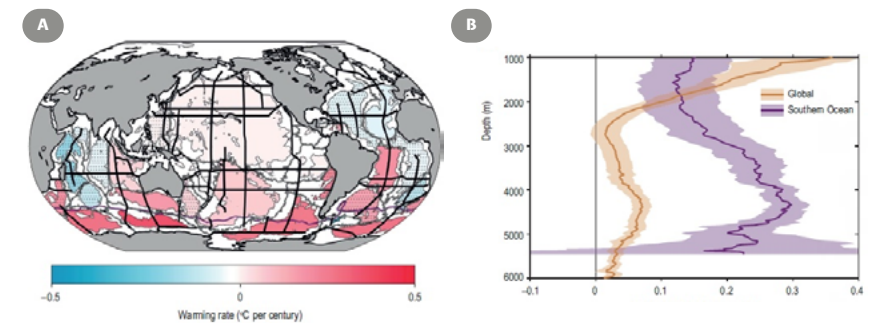 A
B
−0.5
0
0.5
Warming rate (°C per century)
Depth (m)
1000
2000
3000
4000
5000
6000
Global
Southern Ocean
−0.1
0
0.1
0.2
0.3
0.4